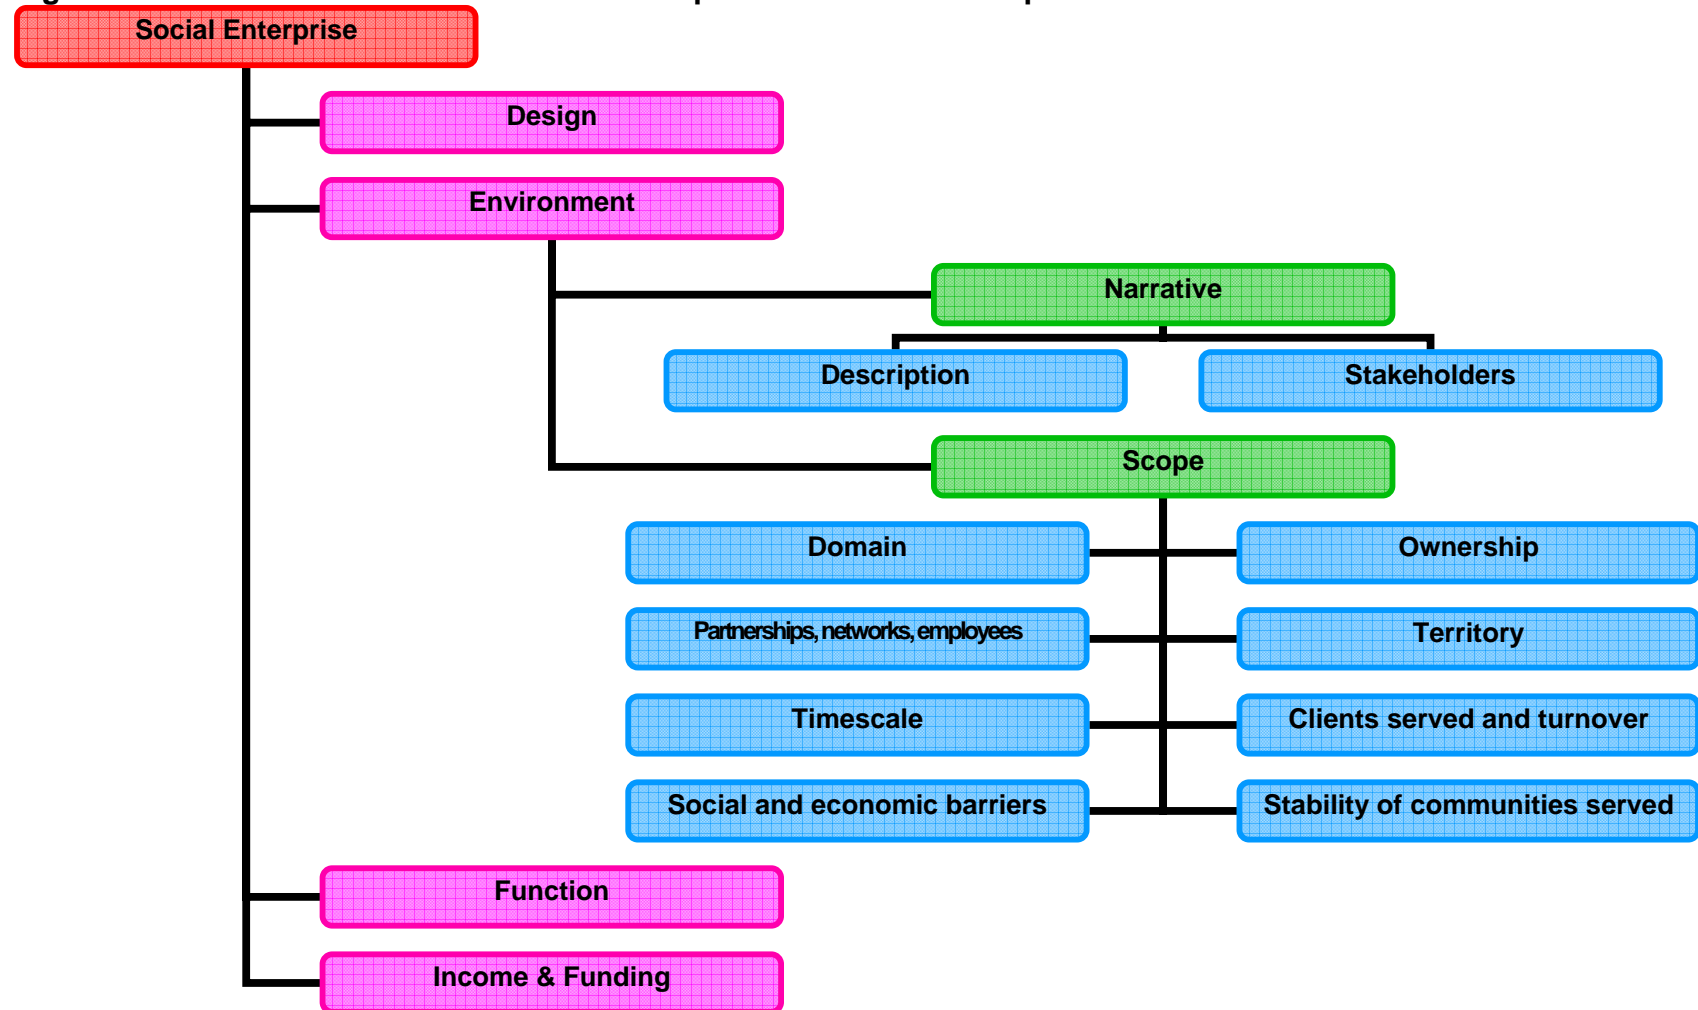 Social Enterprise
Design
Environment
Narrative
Description
Stakeholders
Scope
Domain
Ownership
Partnerships, networks, employees
Territory
Timescale
Clients served and turnover
Social and economic barriers
Stability of communities served
Function
Income & Funding